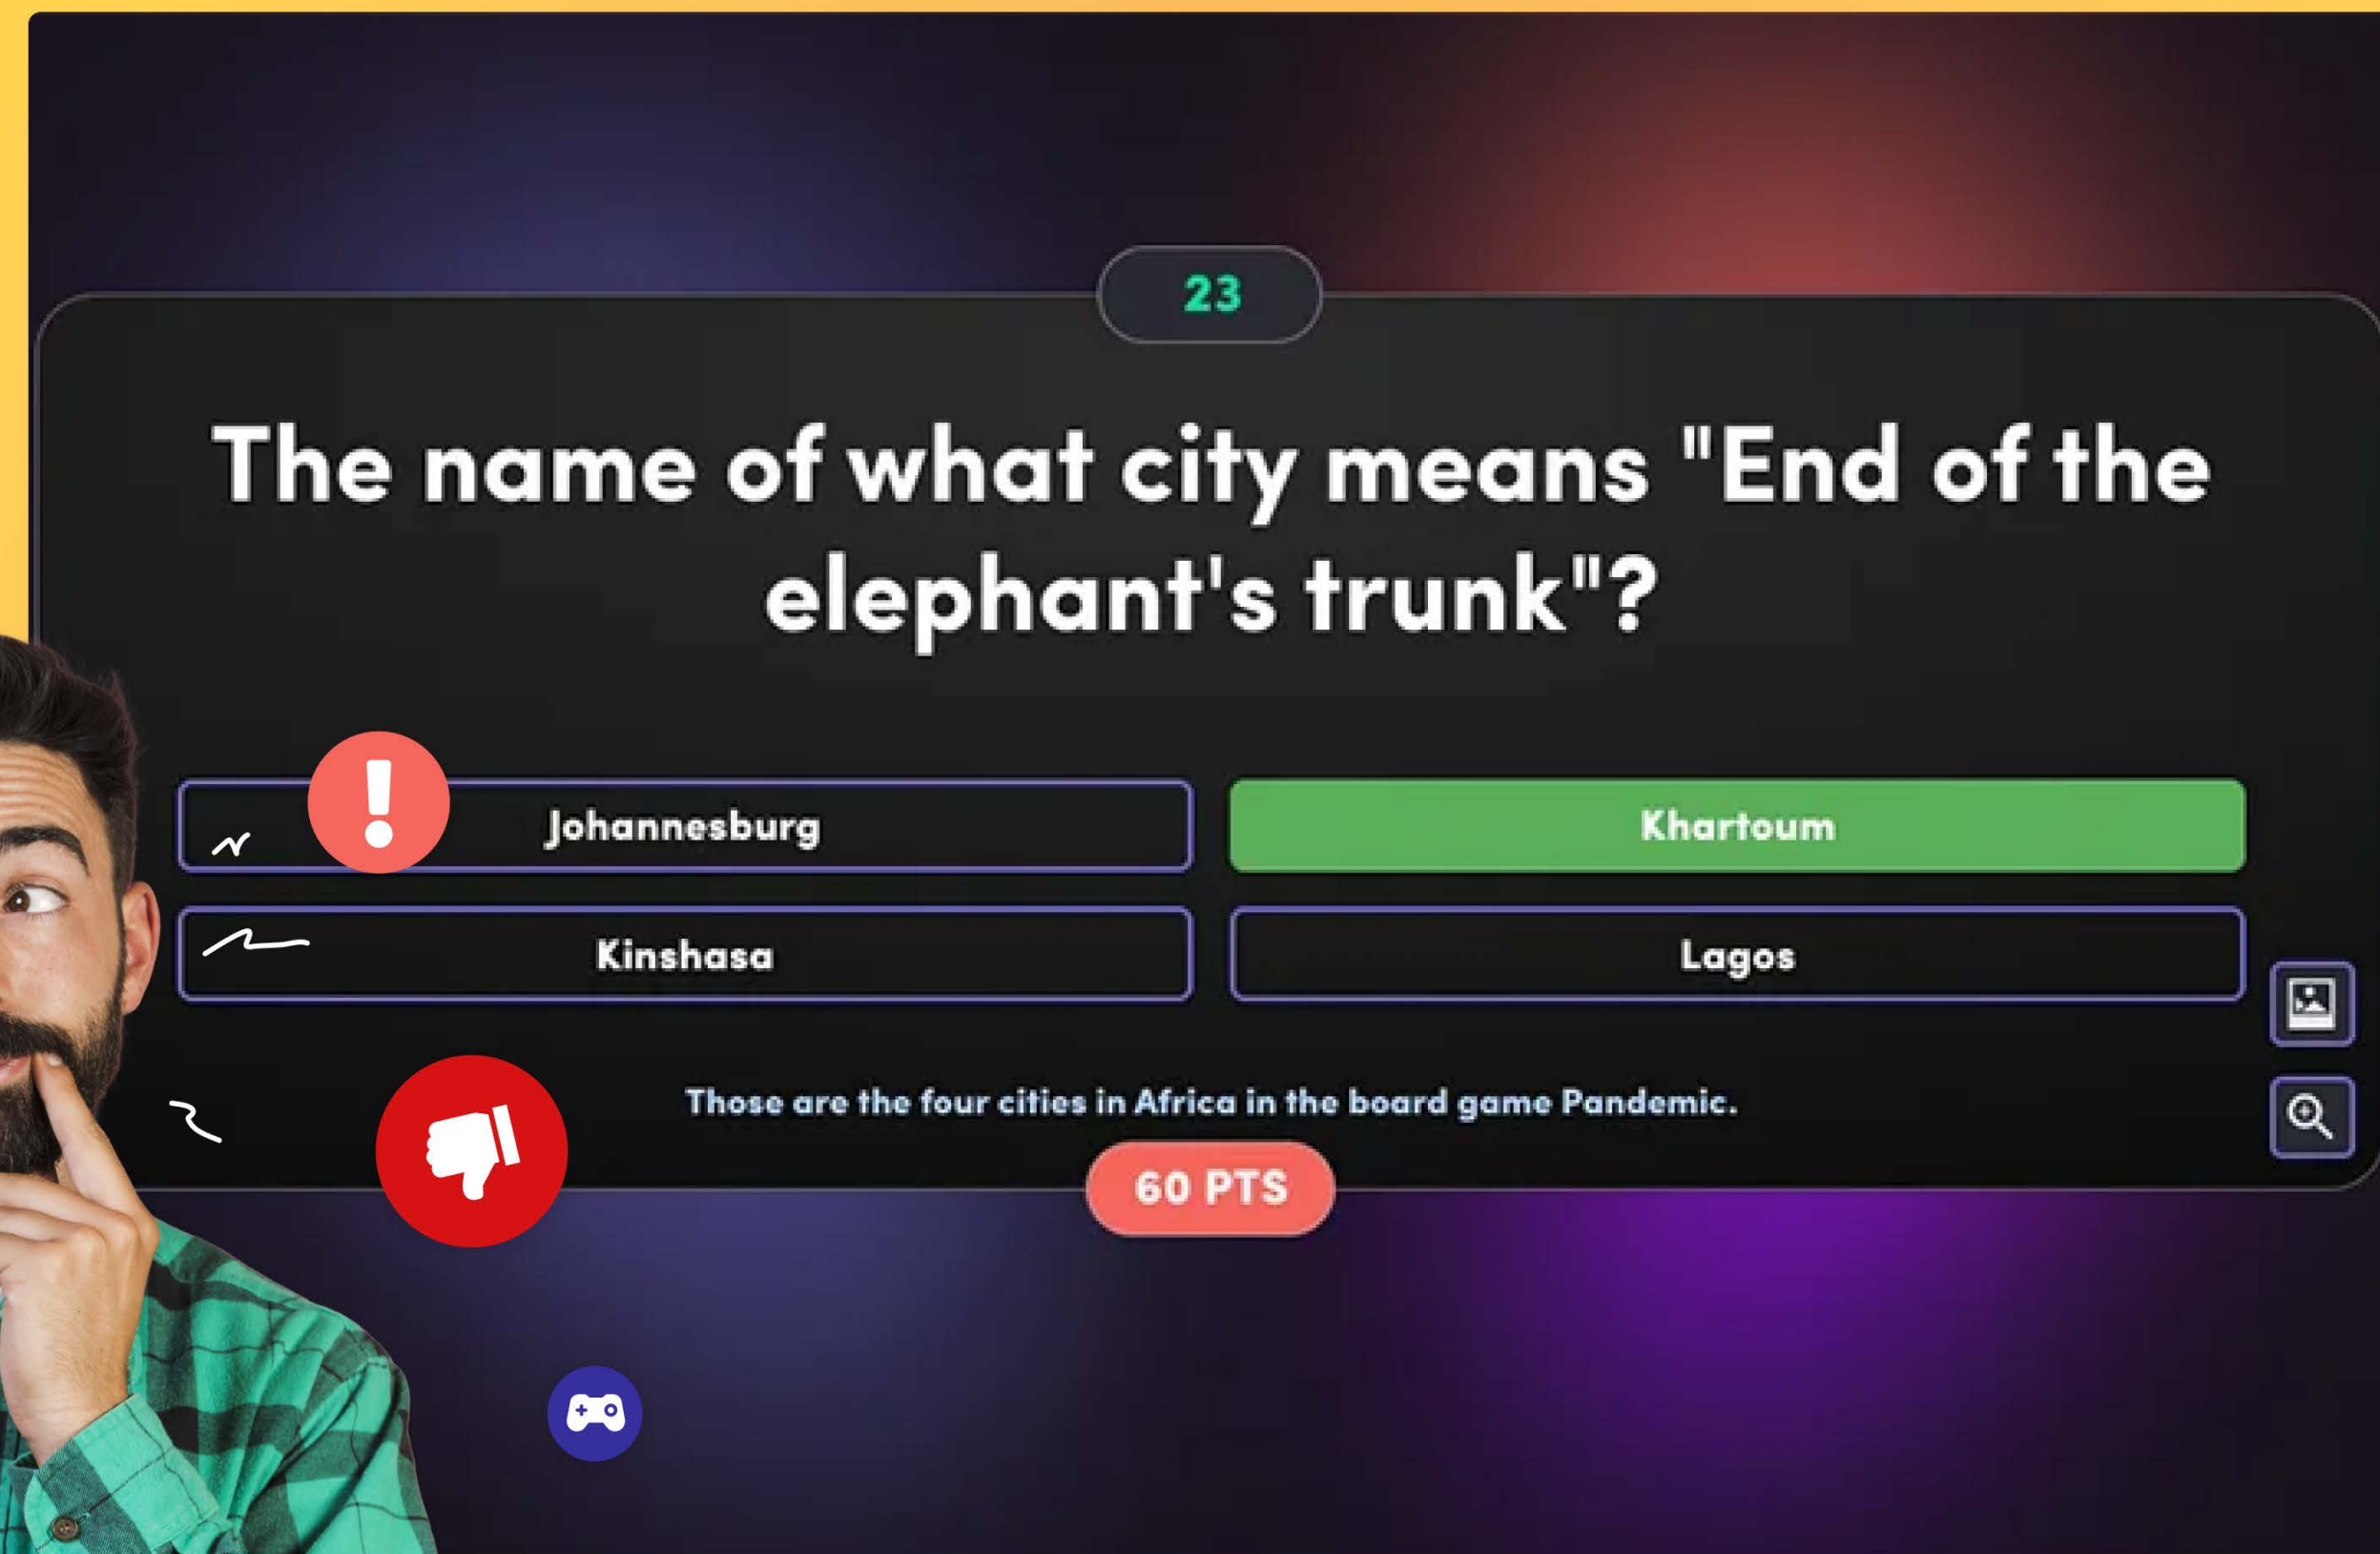 23
The name of what city means "End of the
elephant's trunk"?
Johannesburg
Khartoum
Kinshasa
Lagos
Those are the four cities in Africa in the board game Pandemic.
60 PTS